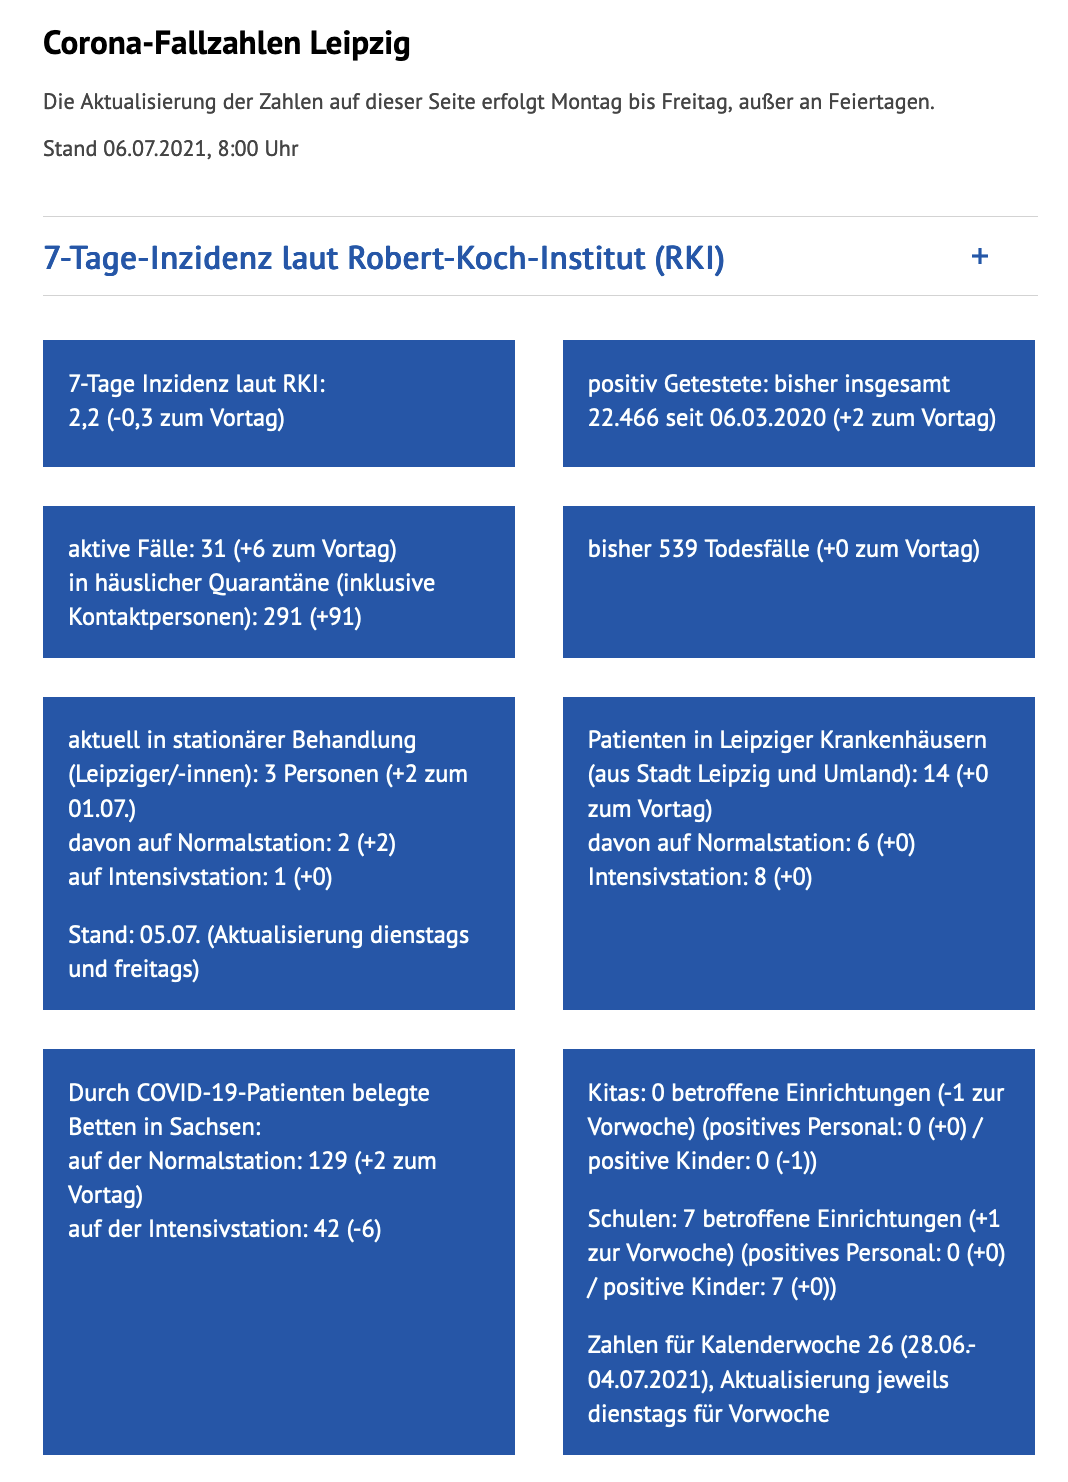 Corona-Fallzahlen Leipzig
Die Aktualisierung der Zahlen auf dieser Seite erfolgt Montag bis Freitag, außer an Feiertagen.
Stand 06.07.2021, 8:00 Uhr
7-Tage-Inzidenz laut Robert-Koch-Institut (RKI) +
7-Tage Inzidenz laut RKI:
2,2 (-0,3 zum Vortag)
positiv Getestete: bisher insgesamt
22.466 seit 06.03.2020 (+2 zum Vortag)
aktive Fälle: 31 (+6 zum Vortag)
in häuslicher Quarantäne (inklusive
Kontaktpersonen): 291 (+91)
bisher 539 Todesfälle (+0 zum Vortag)
aktuell in stationärer Behandlung
(Leipziger/-innen): 3 Personen (+2 zum
01.07.)
davon auf Normalstation: 2 (+2)
auf Intensivstation: 1 (+0)
Stand: 05.07. (Aktualisierung dienstags
und freitags)
Patienten in Leipziger Krankenhäusern
(aus Stadt Leipzig und Umland): 14 (+0
zum Vortag)
davon auf Normalstation: 6 (+0)
Intensivstation: 8 (+0)
Durch COVID-19-Patienten belegte
Betten in Sachsen:
auf der Normalstation: 129 (+2 zum
Vortag)
auf der Intensivstation: 42 (-6)
Kitas: 0 betroffene Einrichtungen (-1 zur
Vorwoche) (positives Personal: 0 (+0) /
positive Kinder: 0 (-1))
Schulen: 7 betroffene Einrichtungen (+1
zur Vorwoche) (positives Personal: 0 (+0)
/ positive Kinder: 7 (+0))
Zahlen für Kalenderwoche 26 (28.06.-
04.07.2021), Aktualisierung jeweils
dienstags für Vorwoche